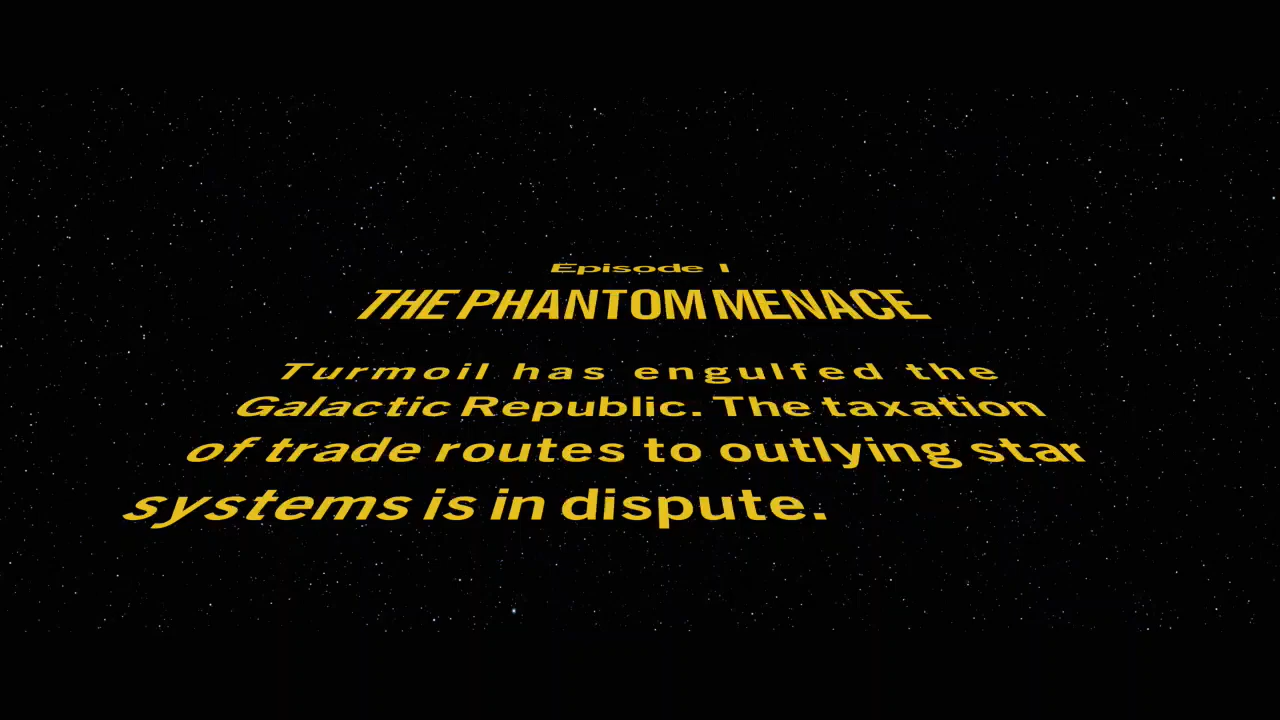 Episode I
THE PHANTOM MENACE
Turmoil has engulfed the
Galactic Republic. The taxation
of trade routes to outlying star
systems is in dispute.